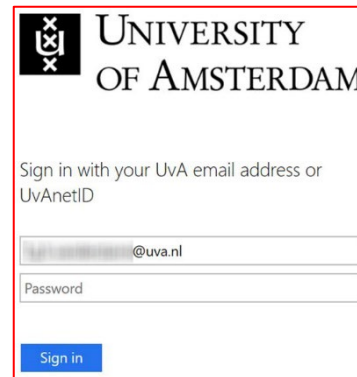 UNIVERSITY
OF AMSTERDAM
Sign in with your UvA email address or
UvAnetID
@uva.nl
Password
Sign in